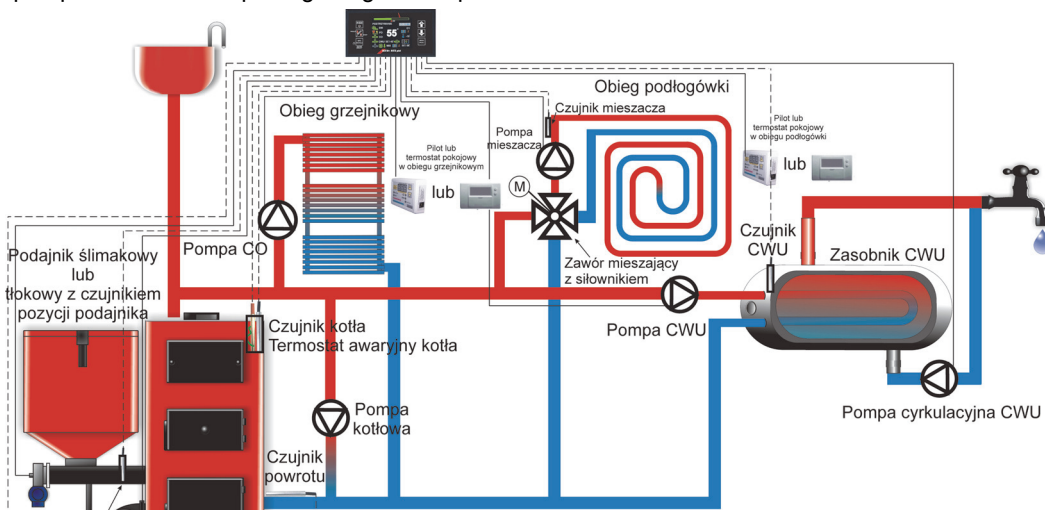 55
Obieg grzejnikowy
Obieg podłogówki
Czujnik mieszacza
Pompa
mieszacza
Pilot lub
termostat pokojowy
w obiegu grzejnikowym
lub
Pilot lub
termostat pokojowy
w obiegu podłogówki
lub
M
Pompa CO
Zawór mieszający
z siłownikiem
Czujnik
CWU
Zasobnik CWU
Podajnik ślimakowy
lub
tłokowy z czujnikiem
pozycji podajnika
Pompa CWU
Czujnik kotła
Termostat awaryjny kotła
Pompa
kotłowa
Pompa cyrkulacyjna CWU
Czujnik
powrotu